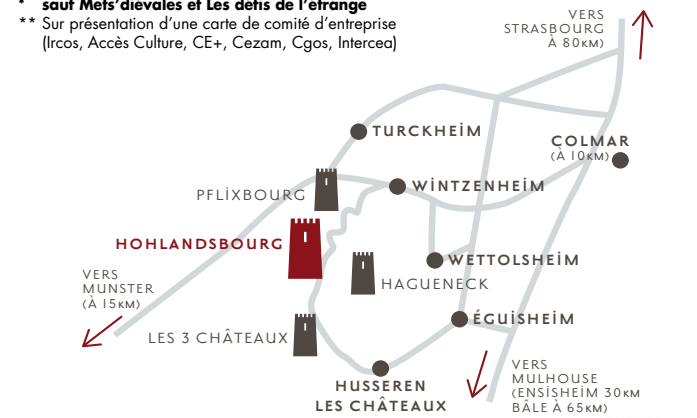 * sauf Mets'diévales et Les défis de l'étrange
** Sur présentation d'une carte de comité d'entreprise
(Ircos, Accès Culture, CE+, Cezam, Cgos, Intercea)
VERS
STRASBOURG
À 80KM)
TURCKHEIM
COLMAR
(À 10KM)
PFLIXBOURG
WINTZENHEIM
HOHLANDSBOURG
WETTOLSHEIM
VERS
MUNSTER
(À 15KM)
HAGUENECK
ÉGUISHEIM
LES 3 CHÂTEAUX
HUSSEREN
LES CHÂTEAUX
VERS
MULHOUSE
(ENSISHEIM 30KM
BÂLE À 65KM)